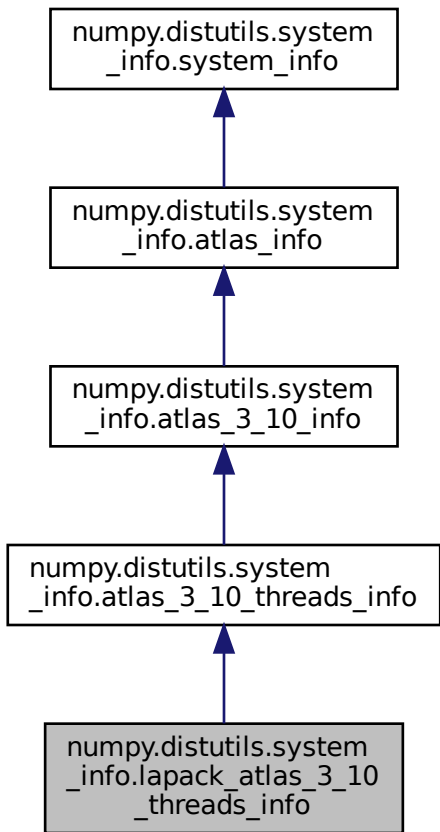 numpy.distutils.system
_info.system_info
numpy.distutils.system
_info.atlas_info
numpy.distutils.system
_info.atlas_3_10_info
numpy.distutils.system
_info.atlas_3_10_threads_info
numpy.distutils.system
_info.lapack_atlas_3_10
_threads_info